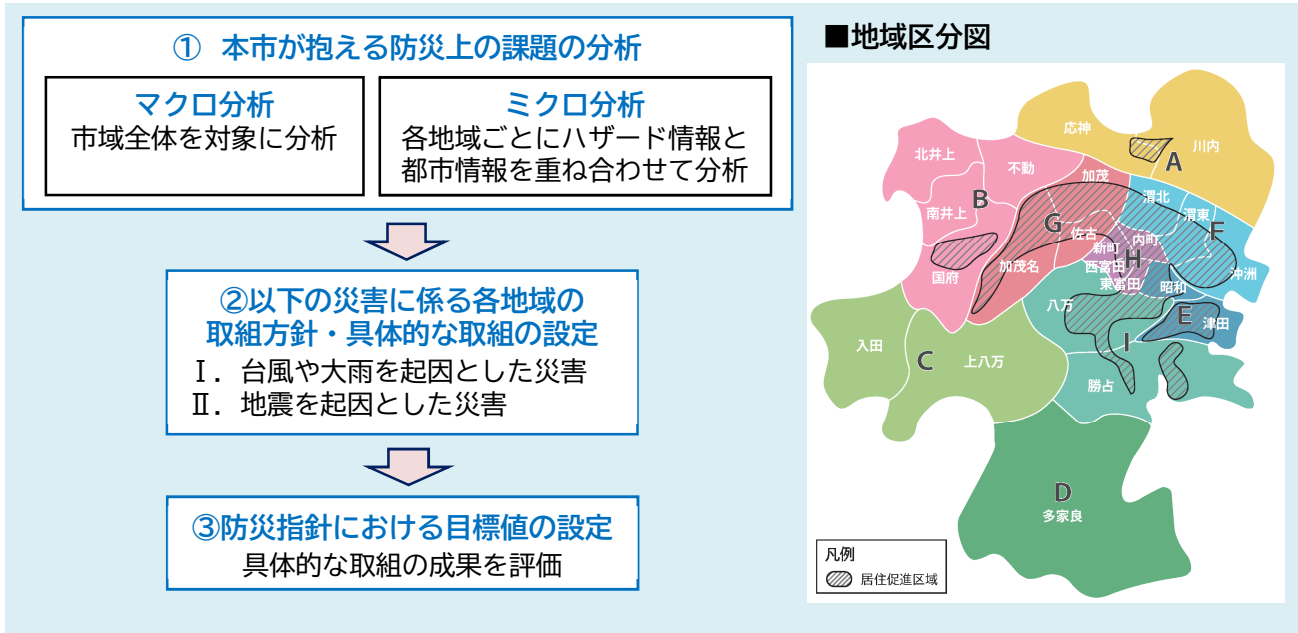 ① 本市が抱える防災上の課題の分析
マクロ分析
市域全体を対象に分析
ミクロ分析
各地域ごとにハザード情報と
都市情報を重ね合わせて分析
②以下の災害に係る各地域の
取組方針・具体的な取組の設定
Ⅰ．台風や大雨を起因とした災害
Ⅱ．地震を起因とした災害
③防災指針における目標値の設定
具体的な取組の成果を評価
■地域区分図
応神
川内
A
北井上
不動
加茂
B
渭北
南井上
渭東
G
F
佐古
内町
新町
H
国府
加茂名
西富田
東富田
沖洲
昭和
八万
E
津田
入田
C
上八万
I
勝占
D
多家良
凡例
居住促進区域